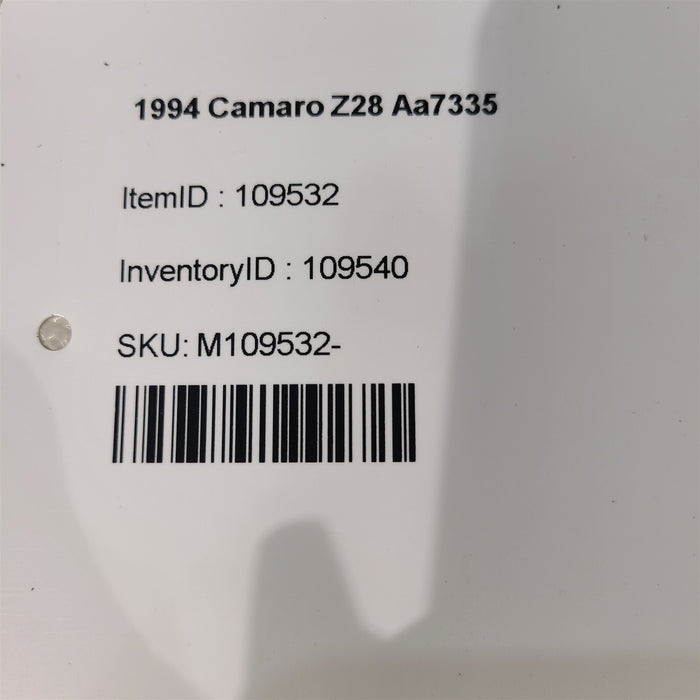 1994 Camaro Z28 Aa7335
ItemID : 109532
InventoryID : 109540
SKU: M109532-